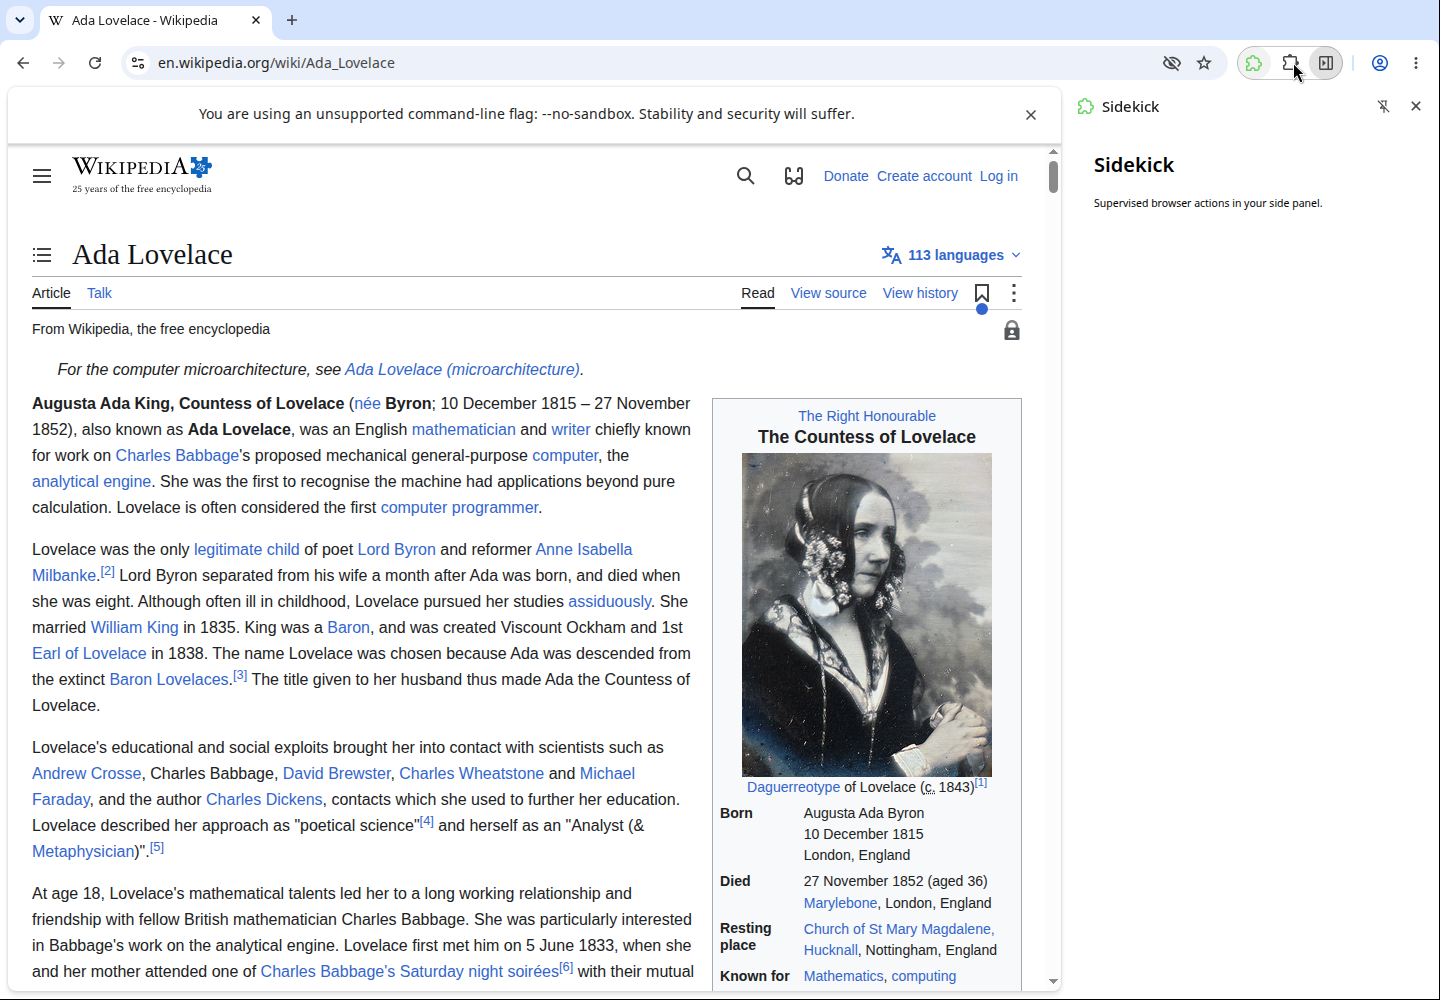 Ada Lovelace - Wikipedia
en.wikipedia.org/wiki/Ada_Lovelace
You are using an unsupported command-line flag: --no-sandbox. Stability and security will suffer.
WIKIPEDIA 25
25 years of the free encyclopedia
Donate Create account Log in
Ada Lovelace
113 languages
Article Talk Read View source View history
From Wikipedia, the free encyclopedia
For the computer microarchitecture, see Ada Lovelace (microarchitecture).
Augusta Ada King, Countess of Lovelace (née Byron; 10 December 1815 – 27 November
1852), also known as Ada Lovelace, was an English mathematician and writer chiefly known
for work on Charles Babbage's proposed mechanical general-purpose computer, the
analytical engine. She was the first to recognise the machine had applications beyond pure
calculation. Lovelace is often considered the first computer programmer.
Lovelace was the only legitimate child of poet Lord Byron and reformer Anne Isabella
Milbanke.[2] Lord Byron separated from his wife a month after Ada was born, and died when
she was eight. Although often ill in childhood, Lovelace pursued her studies assiduously. She
married William King in 1835. King was a Baron, and was created Viscount Ockham and 1st
Earl of Lovelace in 1838. The name Lovelace was chosen because Ada was descended from
the extinct Baron Lovelaces.[3] The title given to her husband thus made Ada the Countess of
Lovelace.
Lovelace's educational and social exploits brought her into contact with scientists such as
Andrew Crosse, Charles Babbage, David Brewster, Charles Wheatstone and Michael
Faraday, and the author Charles Dickens, contacts which she used to further her education.
Lovelace described her approach as "poetical science"[4] and herself as an "Analyst (&
Metaphysician)".[5]
At age 18, Lovelace's mathematical talents led her to a long working relationship and
friendship with fellow British mathematician Charles Babbage. She was particularly interested
in Babbage's work on the analytical engine. Lovelace first met him on 5 June 1833, when she
and her mother attended one of Charles Babbage's Saturday night soirées[6] with their mutual
The Right Honourable
The Countess of Lovelace
Daguerreotype of Lovelace (c. 1843)[1]
Born Augusta Ada Byron
10 December 1815
London, England
Died 27 November 1852 (aged 36)
Marylebone, London, England
Resting Church of St Mary Magdalene,
place Hucknall, Nottingham, England
Known for Mathematics, computing
Sidekick
Sidekick
Supervised browser actions in your side panel.